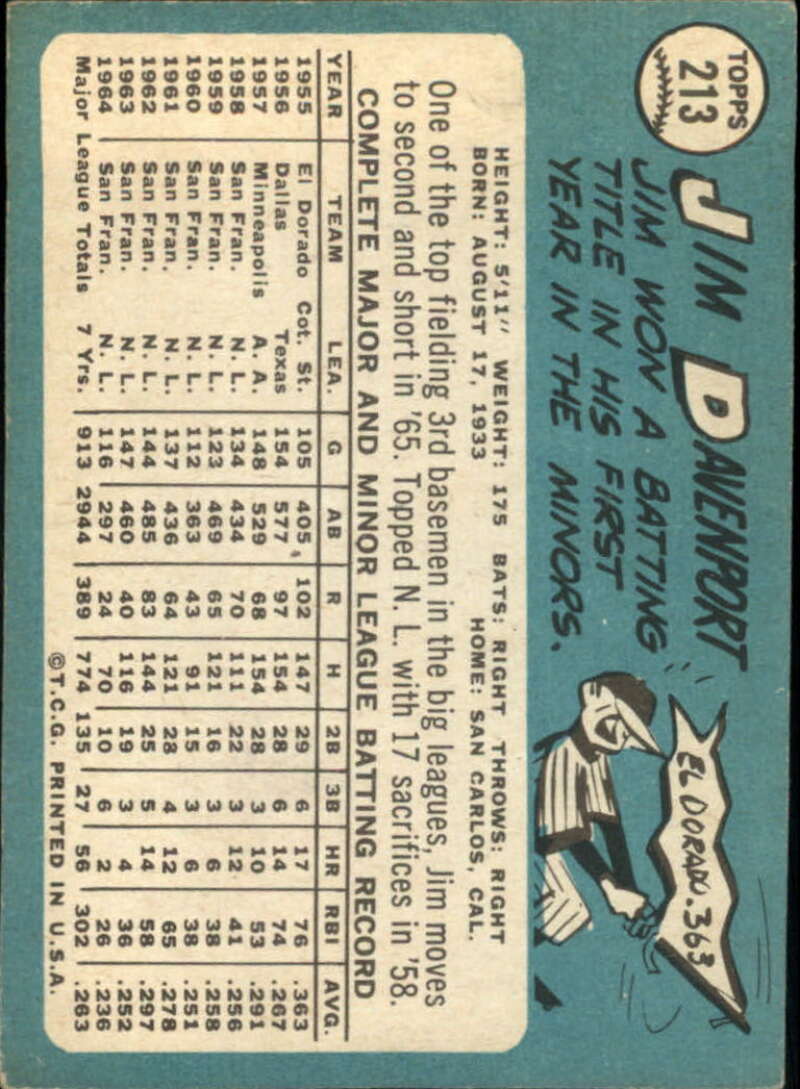 TOPPS
213
JIM DAVENPORT
JIM WON A BATTING
TITLE IN HIS FIRST
YEAR IN THE MINORS.
EL DORADO .363
HEIGHT: 5'11" WEIGHT: 175 BATS: RIGHT THROWS: RIGHT
BORN: AUGUST 17, 1933 HOME: SAN CARLOS, CAL.
One of the top fielding 3rd basemen in the big leagues, Jim moves
to second and short in '65. Topped N. L. with 17 sacrifices in '58.
COMPLETE MAJOR AND MINOR LEAGUE BATTING RECORD
YEAR TEAM LEA. G AB R H 2B 3B HR RBI AVG.
1955 El Dorado Cot. St. 105 405 102 147 29 6 17 76 .363
1956 Dallas Texas 154 577 97 154 28 6 14 74 .267
1957 Minneapolis A. A. 148 529 68 154 28 3 10 53 .291
1958 San Fran. N. L. 134 434 70 111 22 3 12 41 .256
1959 San Fran. N. L. 123 469 65 121 16 3 6 38 .258
1960 San Fran. N. L. 112 363 43 91 15 3 6 38 .251
1961 San Fran. N. L. 137 436 64 121 28 4 12 65 .278
1962 San Fran. N. L. 144 485 83 144 25 5 14 58 .297
1963 San Fran. N. L. 147 460 40 116 19 3 4 36 .252
1964 San Fran. N. L. 116 297 24 70 10 6 2 26 .236
Major League Totals 7 Yrs. 913 2944 389 774 135 27 56 302 .263
©T.C.G. PRINTED IN U.S.A.